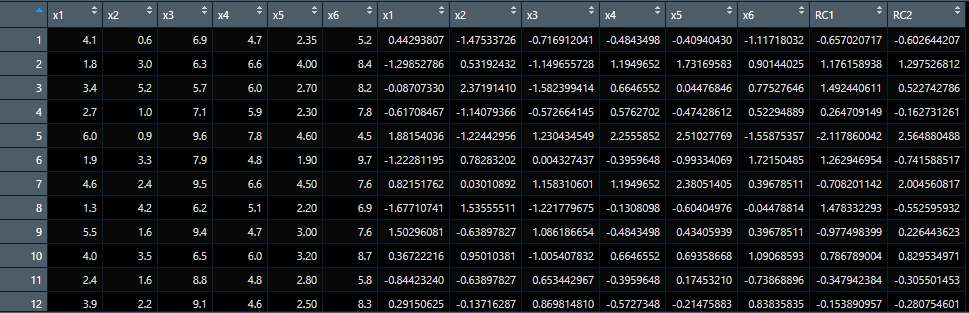 x1 x2 x3 x4 x5 x6 x1 x2 x3 x4 x5 x6 RC1 RC2
1 4.1 0.6 6.9 4.7 2.35 5.2 0.44293807 -1.47533726 -0.716912041 -0.4843498 -0.40940430 -1.11718032 -0.657020717 -0.602644207
2 1.8 3.0 6.3 6.6 4.00 8.4 -1.29852786 0.53192432 -1.149655728 1.1949652 1.73169583 0.90144025 1.176158938 1.297526812
3 3.4 5.2 5.7 6.0 2.70 8.2 -0.08707330 2.37191410 -1.582399414 0.6646552 0.04476846 0.77527646 1.492440611 0.522742786
4 2.7 1.0 7.1 5.9 2.30 7.8 -0.61708467 -1.14079366 -0.572664145 0.5762702 -0.47428612 0.52294889 0.264709149 -0.162731261
5 6.0 0.9 9.6 7.8 4.60 4.5 1.88154036 -1.22442956 1.230434549 2.2555852 2.51027769 -1.55875357 -2.117860042 2.564880488
6 1.9 3.3 7.9 4.8 1.90 9.7 -1.22281195 0.78283202 0.004327437 -0.3959648 -0.99334069 1.72150485 1.262946954 -0.741588517
7 4.6 2.4 9.5 6.6 4.50 7.6 0.82151762 0.03010892 1.158310601 1.1949652 2.38051405 0.39678511 -0.708201142 2.004560817
8 1.3 4.2 6.2 5.1 2.20 6.9 -1.67710741 1.53555511 -1.221779675 -0.1308098 -0.60404976 -0.04478814 1.478332293 -0.552595932
9 5.5 1.6 9.4 4.7 3.00 7.6 1.50296081 -0.63897827 1.086186654 -0.4843498 0.43405939 0.39678511 -0.977498399 0.226443623
10 4.0 3.5 6.5 6.0 3.20 8.7 0.36722216 0.95010381 -1.005407832 0.6646552 0.69358668 1.09068593 0.786789004 0.829534971
11 2.4 1.6 8.8 4.8 2.80 5.8 -0.84423240 -0.63897827 0.653442967 -0.3959648 0.17453210 -0.73868896 -0.347942384 -0.305501453
12 3.9 2.2 9.1 4.6 2.50 8.3 0.29150625 -0.13716287 0.869814810 -0.5727348 -0.21475883 0.83835835 -0.153890957 -0.280754601